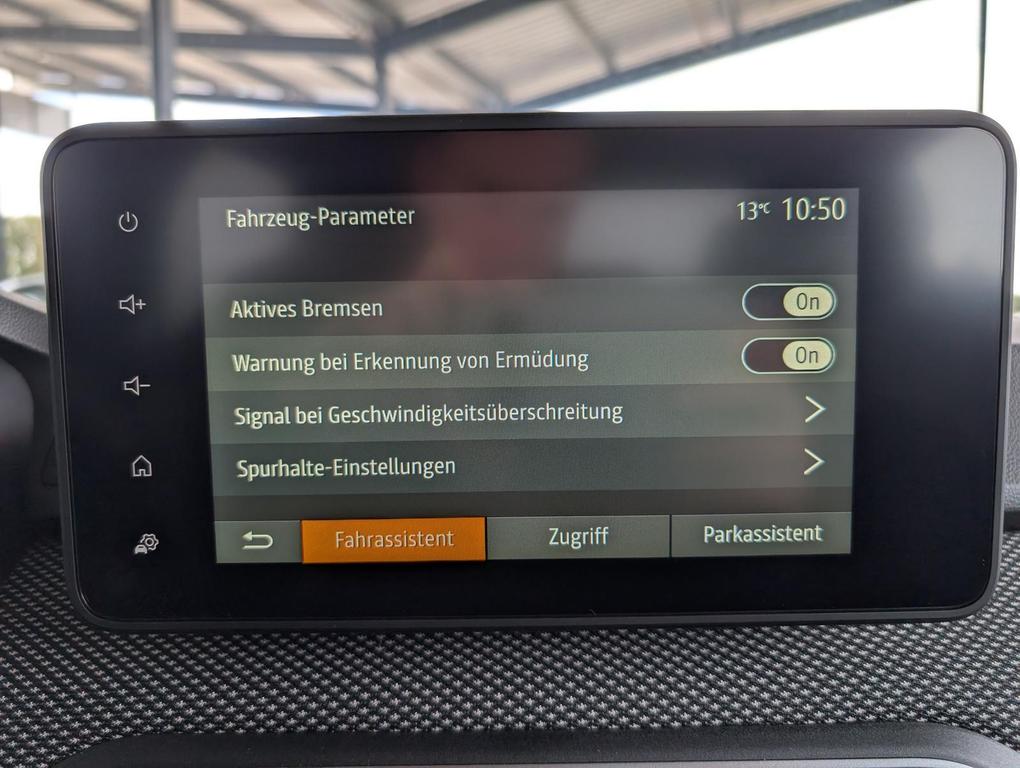 Fahrzeug-Parameter
13°C 10:50
Aktives Bremsen On
Warnung bei Erkennung von Ermüdung On
Signal bei Geschwindigkeitsüberschreitung
Spurhalte-Einstellungen
Fahrassistent Zugriff Parkassistent